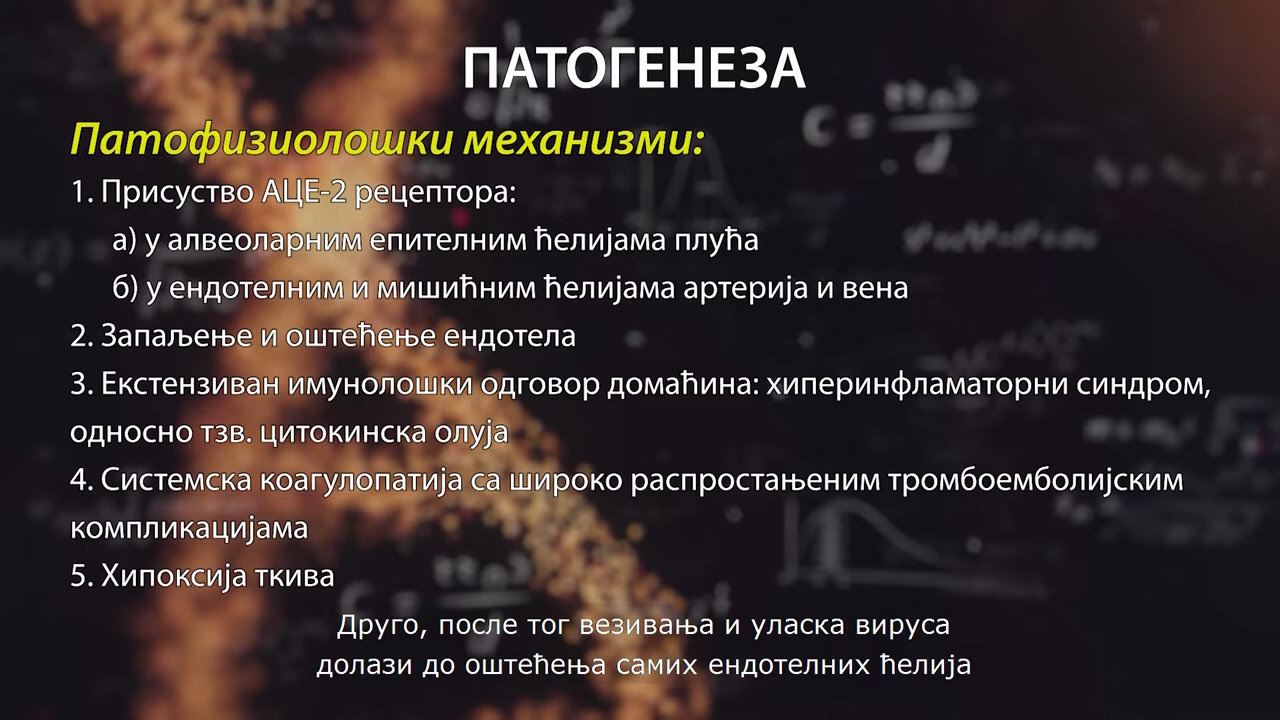 ПАТОГЕНЕЗА
Патофизиолошки механизми:
1. Присуство АЦЕ-2 рецептора:
а) у алвеоларним епителним ћелијама плућа
б) у ендотелним и мишићним ћелијама артерија и вена
2. Запаљење и оштећење ендотела
3. Екстензиван имунолошки одговор домаћина: хиперинфламаторни синдром,
односно тзв. цитокинска олуја
4. Системска коагулопатија са широко распростањеним тромбоемболијским
компликацијама
5. Хипоксија ткива
Друго, после тог везивања и уласка вируса
долази до оштећења самих ендотелних ћелија